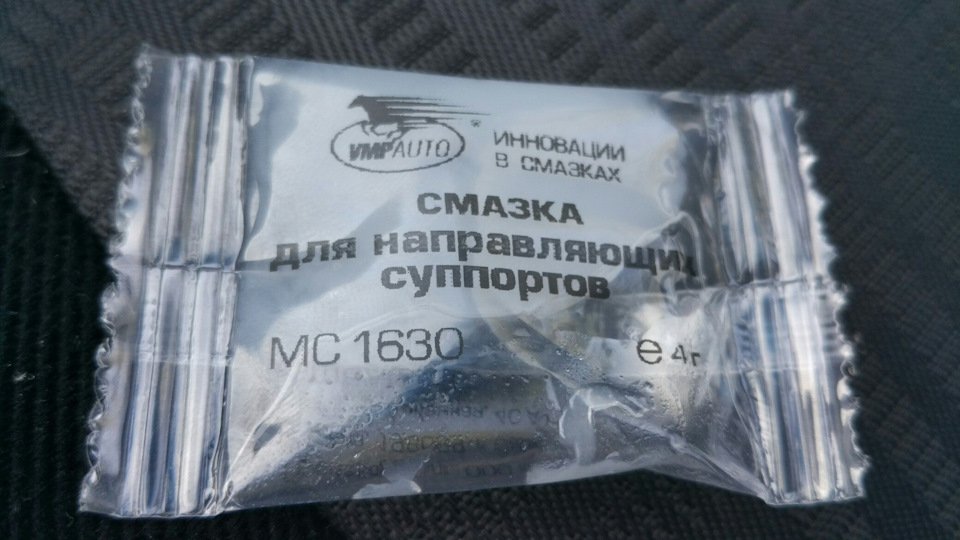 VMPAUTO
ИННОВАЦИИ
В СМАЗКАХ
СМАЗКА
для направляющих
суппортов
МС 1630
е 4г